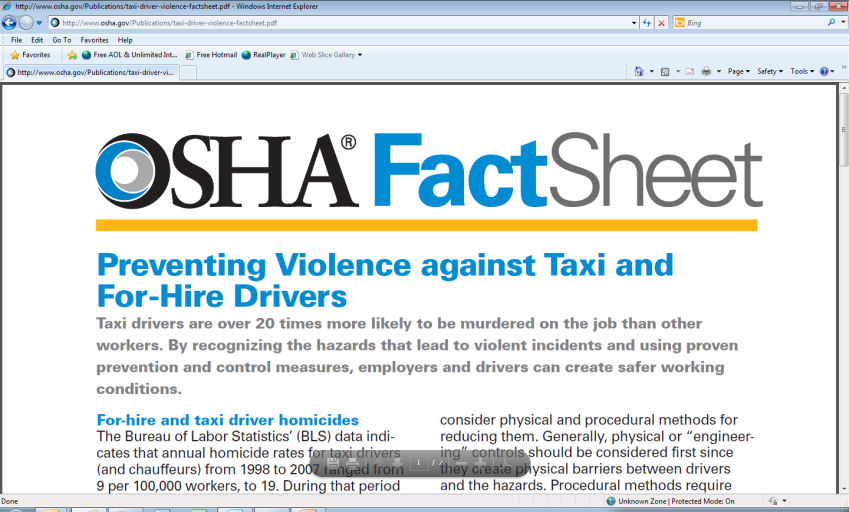 http://www.osha.gov/Publications/taxi-driver-violence-factsheet.pdf - Windows Internet Explorer
http://www.osha.gov/Publications/taxi-driver-violence-factsheet.pdf
Bing
File Edit Go To Favorites Help
Favorites Free AOL & Unlimited Int... Free Hotmail RealPlayer Web Slice Gallery
http://www.osha.gov/Publications/taxi-driver-vi...
Page Safety Tools
OSHA® FactSheet
Preventing Violence against Taxi and
For-Hire Drivers
Taxi drivers are over 20 times more likely to be murdered on the job than other
workers. By recognizing the hazards that lead to violent incidents and using proven
prevention and control measures, employers and drivers can create safer working
conditions.
For-hire and taxi driver homicides
The Bureau of Labor Statistics’ (BLS) data indi-
cates that annual homicide rates for taxi drivers
(and chauffeurs) from 1998 to 2007 ranged from
9 per 100,000 workers, to 19. During that period
consider physical and procedural methods for
reducing them. Generally, physical or “engineer-
ing” controls should be considered first since
they create physical barriers between drivers
and the hazards. Procedural methods require
1 /
Done
Unknown Zone | Protected Mode: On